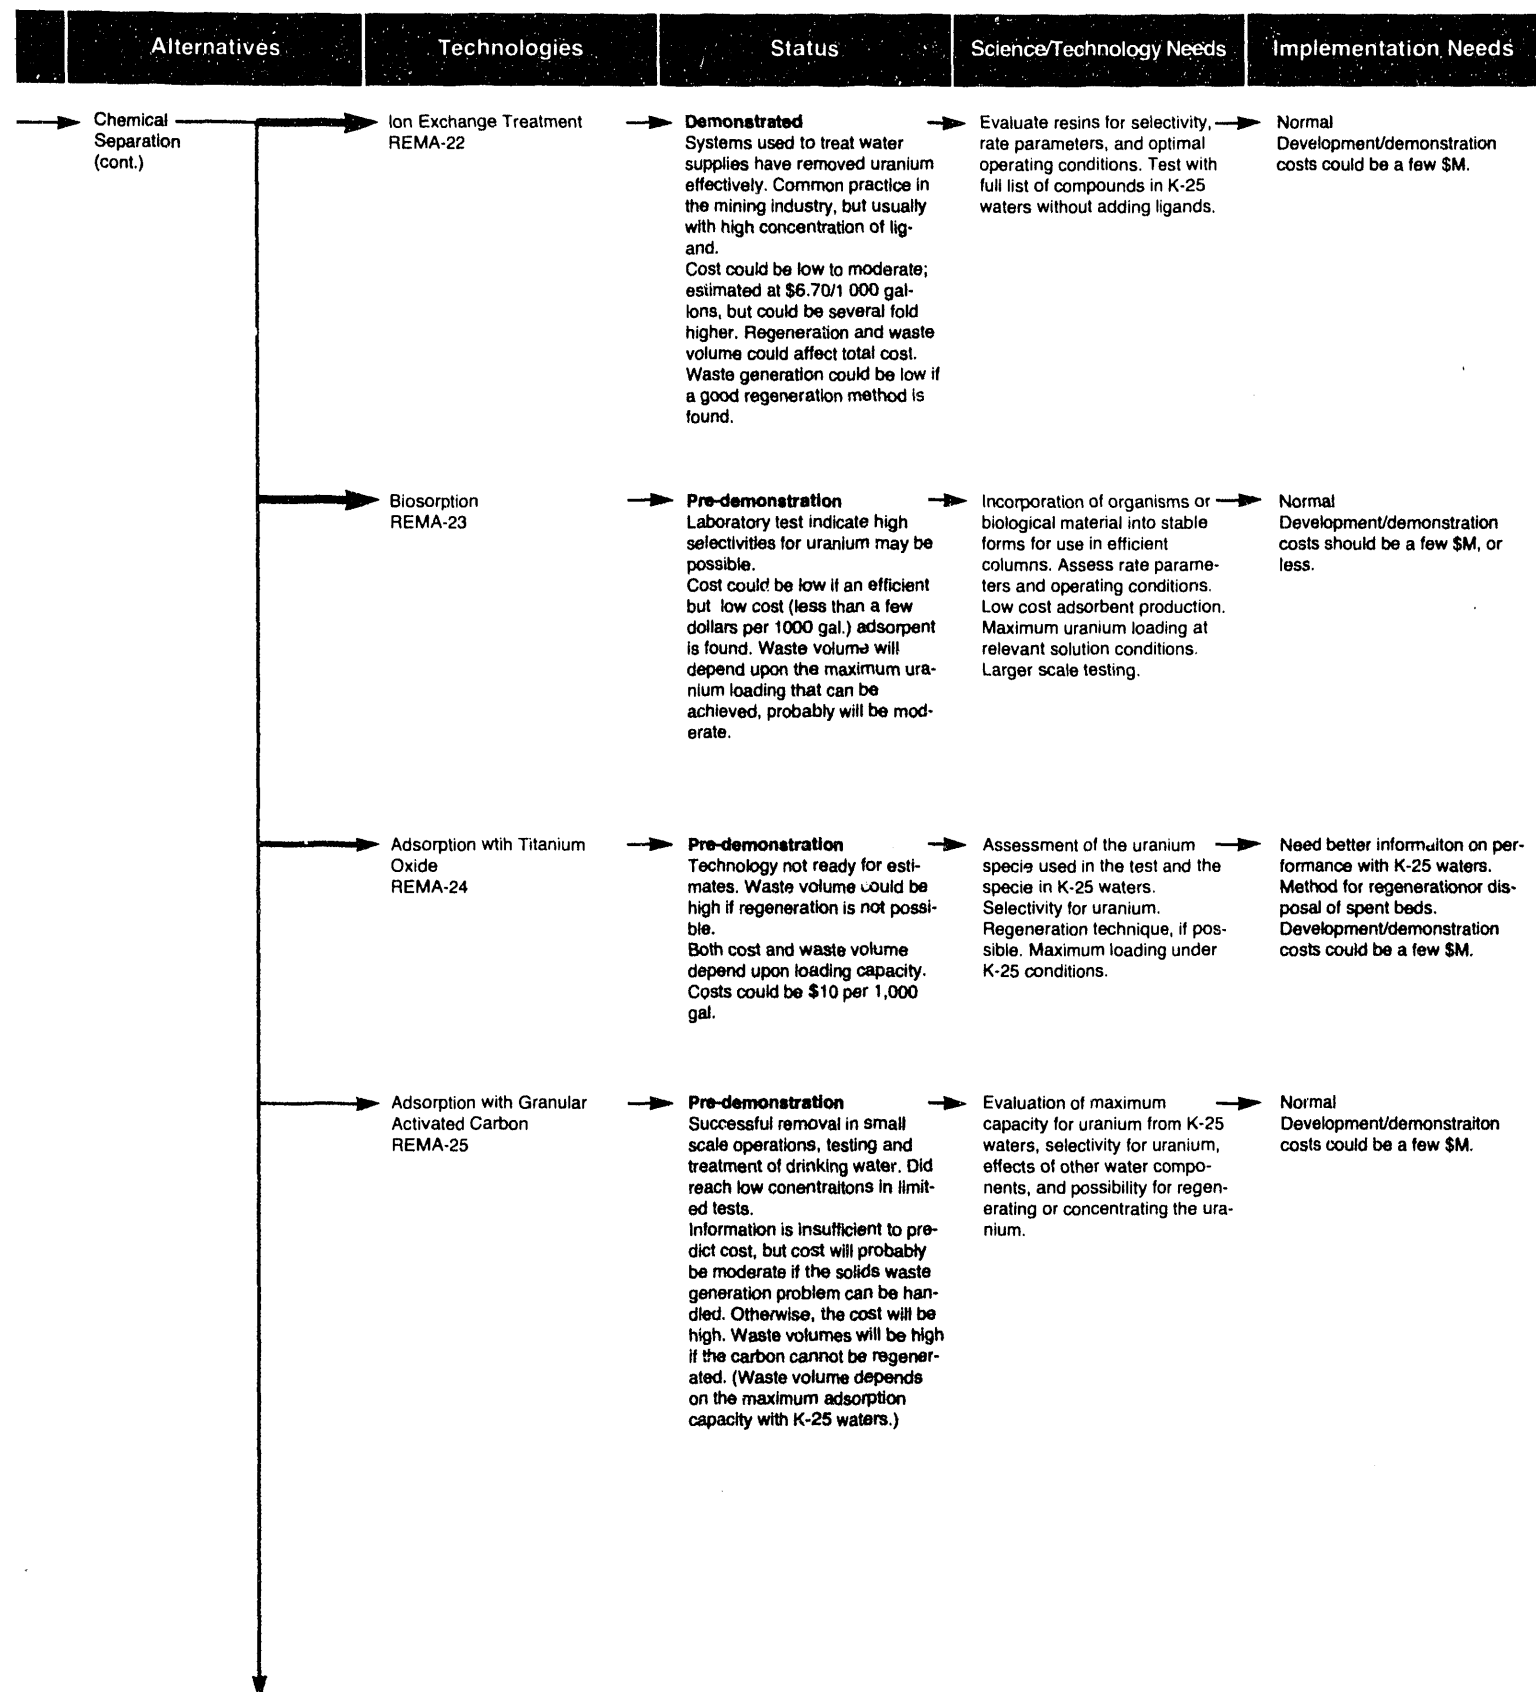 Alternatives
Technologies
Status
Science/Technology Needs
Implementation Needs
Chemical
Separation
(cont.)
Ion Exchange Treatment
REMA-22
Demonstrated
Systems used to treat water
supplies have removed uranium
effectively. Common practice in
the mining industry, but usually
with high concentration of lig-
and.
Cost could be low to moderate;
estimated at $6.70/1 000 gal-
lons, but could be several fold
higher. Regeneration and waste
volume could affect total cost.
Waste generation could be low if
a good regeneration method is
found.
Evaluate resins for selectivity,
rate parameters, and optimal
operating conditions. Test with
full list of compounds in K-25
waters without adding ligands.
Normal
Development/demonstration
costs could be a few $M.
Biosorption
REMA-23
Pre-demonstration
Laboratory test indicate high
selectivities for uranium may be
possible.
Cost could be low if an efficient
but low cost (less than a few
dollars per 1000 gal.) adsorpent
is found. Waste volume will
depend upon the maximum ura-
nium loading that can be
achieved, probably will be mod-
erate.
Incorporation of organisms or
biological material into stable
forms for use in efficient
columns. Assess rate parame-
ters and operating conditions.
Low cost adsorbent production.
Maximum uranium loading at
relevant solution conditions.
Larger scale testing.
Normal
Development/demonstration
costs should be a few $M, or
less.
Adsorption wtih Titanium
Oxide
REMA-24
Pre-demonstration
Technology not ready for esti-
mates. Waste volume could be
high if regeneration is not possi-
ble.
Both cost and waste volume
depend upon loading capacity.
Costs could be $10 per 1,000
gal.
Assessment of the uranium
specie used in the test and the
specie in K-25 waters.
Selectivity for uranium.
Regeneration technique, if pos-
sible. Maximum loading under
K-25 conditions.
Need better informaiton on per-
formance with K-25 waters.
Method for regenerationor dis-
posal of spent beds.
Development/demonstration
costs could be a few $M.
Adsorption with Granular
Activated Carbon
REMA-25
Pre-demonstration
Successful removal in small
scale operations, testing and
treatment of drinking water. Did
reach low conentraitons in limit-
ed tests.
Information is insufficient to pre-
dict cost, but cost will probably
be moderate if the solids waste
generation problem can be han-
dled. Otherwise, the cost will be
high. Waste volumes will be high
if the carbon cannot be regener-
ated. (Waste volume depends
on the maximum adsorption
capacity with K-25 waters.)
Evaluation of maximum
capacity for uranium from K-25
waters, selectivity for uranium,
effects of other water compo-
nents, and possibility for regen-
erating or concentrating the ura-
nium.
Normal
Development/demonstraiton
costs could be a few $M.